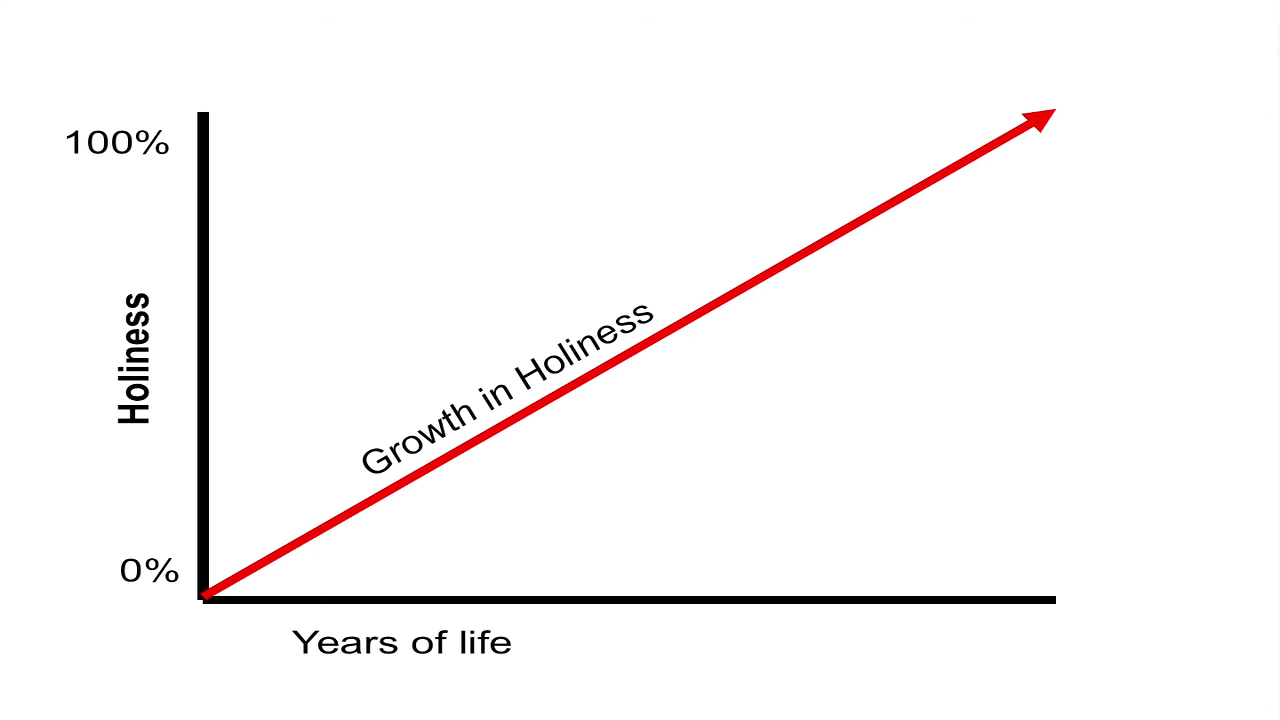 100%
Holiness
Growth in Holiness
0%
Years of life